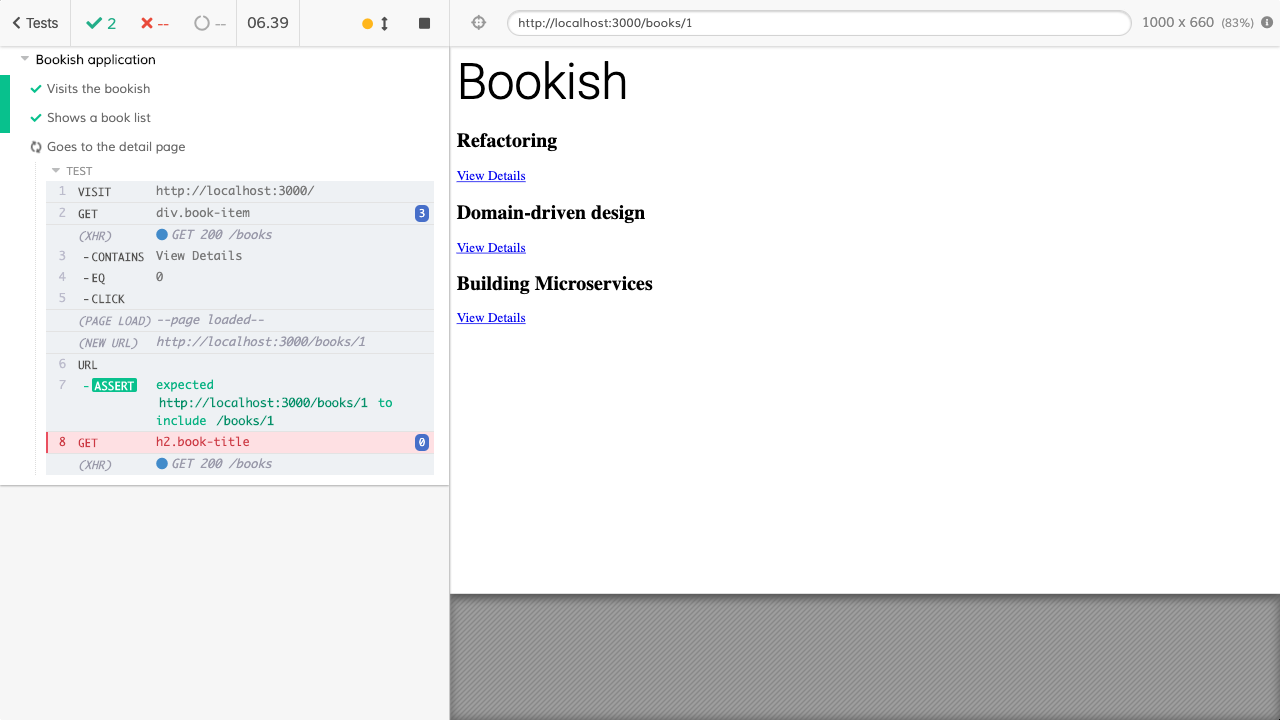 Tests
2
--
--
06.39
http://localhost:3000/books/1
1000 x 660 (83%)
Bookish application
Visits the bookish
Shows a book list
Goes to the detail page
TEST
1 VISIT http://localhost:3000/
2 GET div.book-item 3
(XHR) GET 200 /books
3 -CONTAINS View Details
4 -EQ 0
5 -CLICK
(PAGE LOAD) --page loaded--
(NEW URL) http://localhost:3000/books/1
6 URL
7 -ASSERT expected
http://localhost:3000/books/1 to
include /books/1
8 GET h2.book-title 0
(XHR) GET 200 /books
Bookish
Refactoring
View Details
Domain-driven design
View Details
Building Microservices
View Details